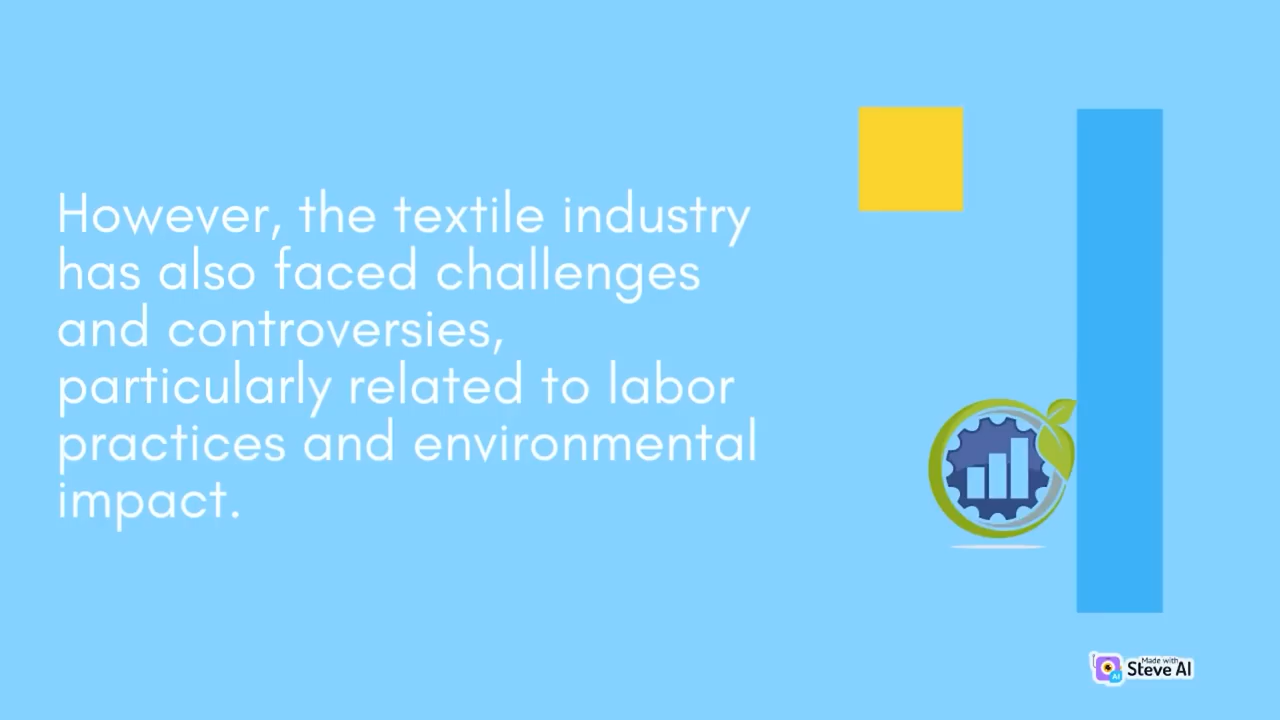 However, the textile industry
has also faced challenges
and controversies,
particularly related to labor
practices and environmental
impact.
Made with
Steve AI
AI